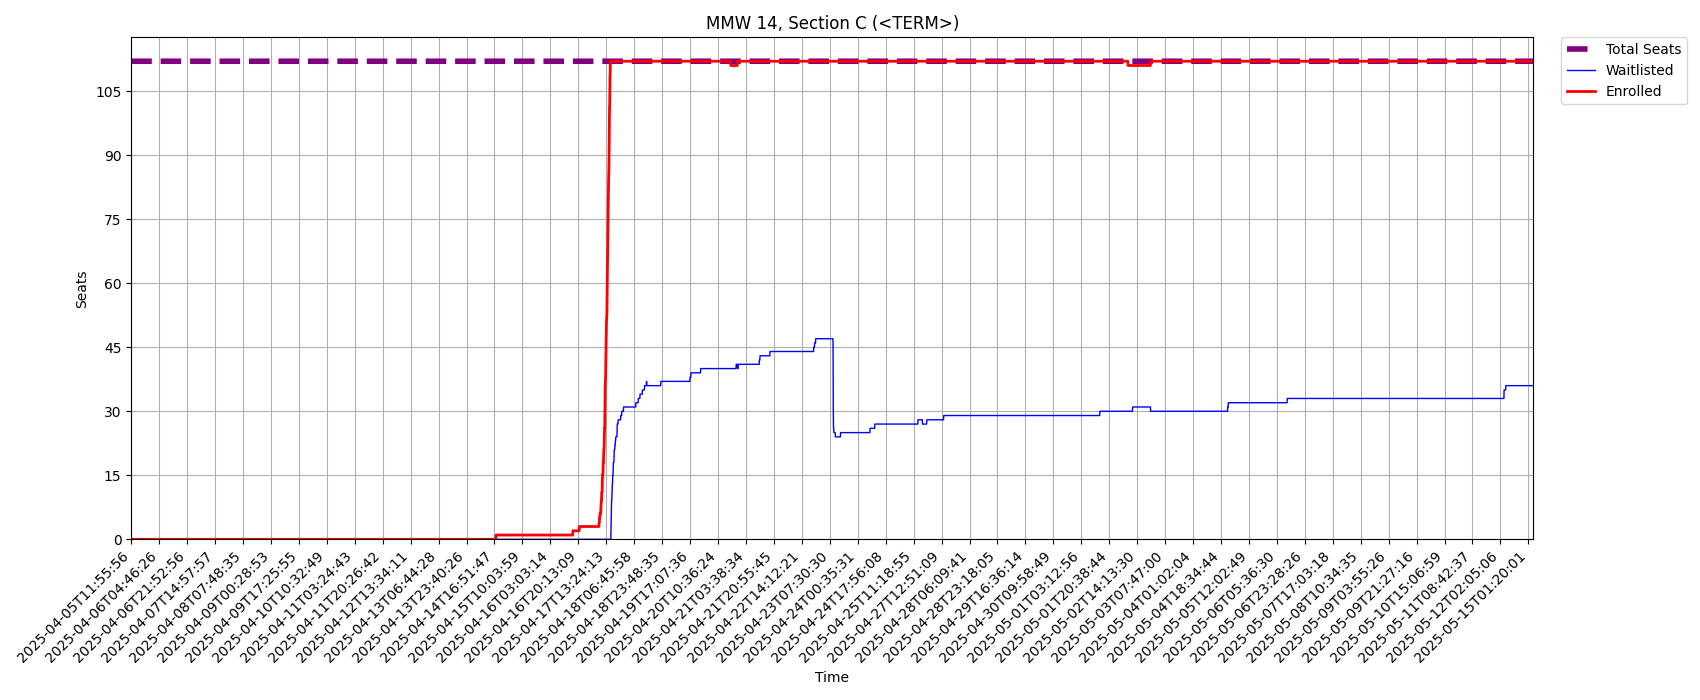 MMW 14, Section C (<TERM>)
Total Seats
Waitlisted
Enrolled
105
90
75
60
45
30
15
0
Seats
2025-04-05T11:55:56
2025-04-06T04:46:26
2025-04-06T21:52:56
2025-04-07T14:57:57
2025-04-08T07:48:35
2025-04-09T00:28:53
2025-04-09T17:25:55
2025-04-10T10:32:49
2025-04-11T03:24:43
2025-04-11T20:26:42
2025-04-12T13:34:11
2025-04-13T06:44:28
2025-04-13T23:40:26
2025-04-14T16:51:47
2025-04-15T10:03:59
2025-04-16T03:03:14
2025-04-16T20:13:09
2025-04-17T13:24:13
2025-04-18T06:45:58
2025-04-18T23:48:35
2025-04-19T17:07:36
2025-04-20T10:36:24
2025-04-21T03:38:34
2025-04-21T20:55:45
2025-04-22T14:12:21
2025-04-23T07:30:30
2025-04-24T00:35:31
2025-04-24T17:56:08
2025-04-25T11:18:55
2025-04-27T12:51:09
2025-04-28T06:09:41
2025-04-28T23:18:05
2025-04-29T16:36:14
2025-04-30T09:58:49
2025-05-01T03:12:56
2025-05-01T20:38:44
2025-05-02T14:13:30
2025-05-03T07:47:00
2025-05-04T01:02:04
2025-05-04T18:34:44
2025-05-05T12:02:49
2025-05-06T05:36:30
2025-05-06T23:28:26
2025-05-07T17:03:18
2025-05-08T10:34:35
2025-05-09T03:55:26
2025-05-09T21:27:16
2025-05-10T15:06:59
2025-05-11T08:42:37
2025-05-12T02:05:06
2025-05-15T01:20:01
Time